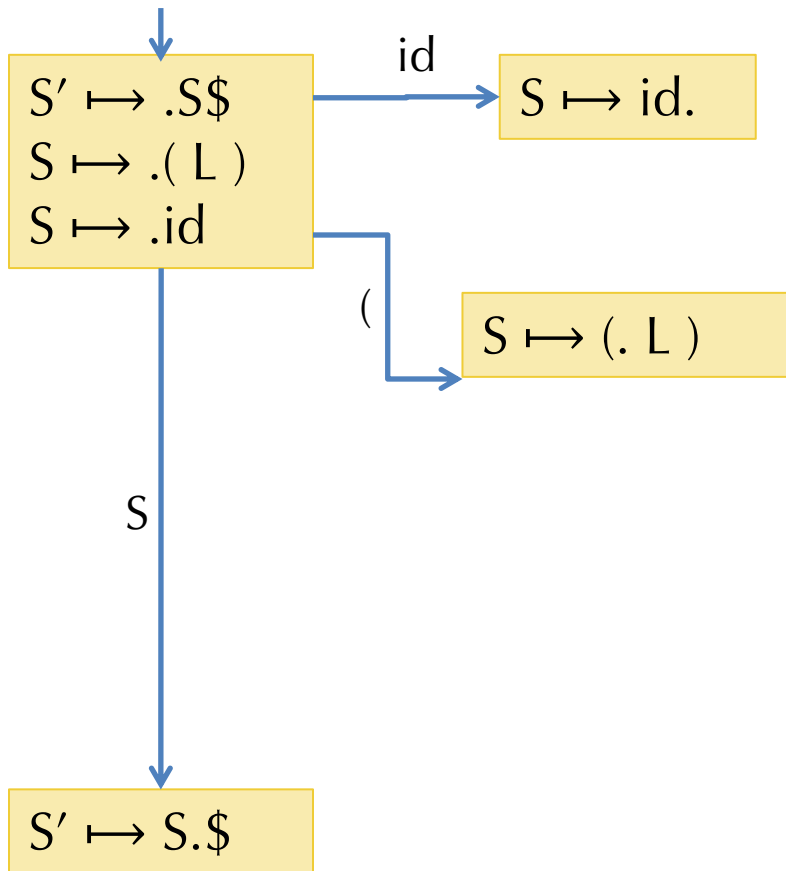 id
S′ ⟼ .S$
S ⟼ .( L )
S ⟼ .id
S ⟼ id.
(
S ⟼ (. L )
S
S′ ⟼ S.$